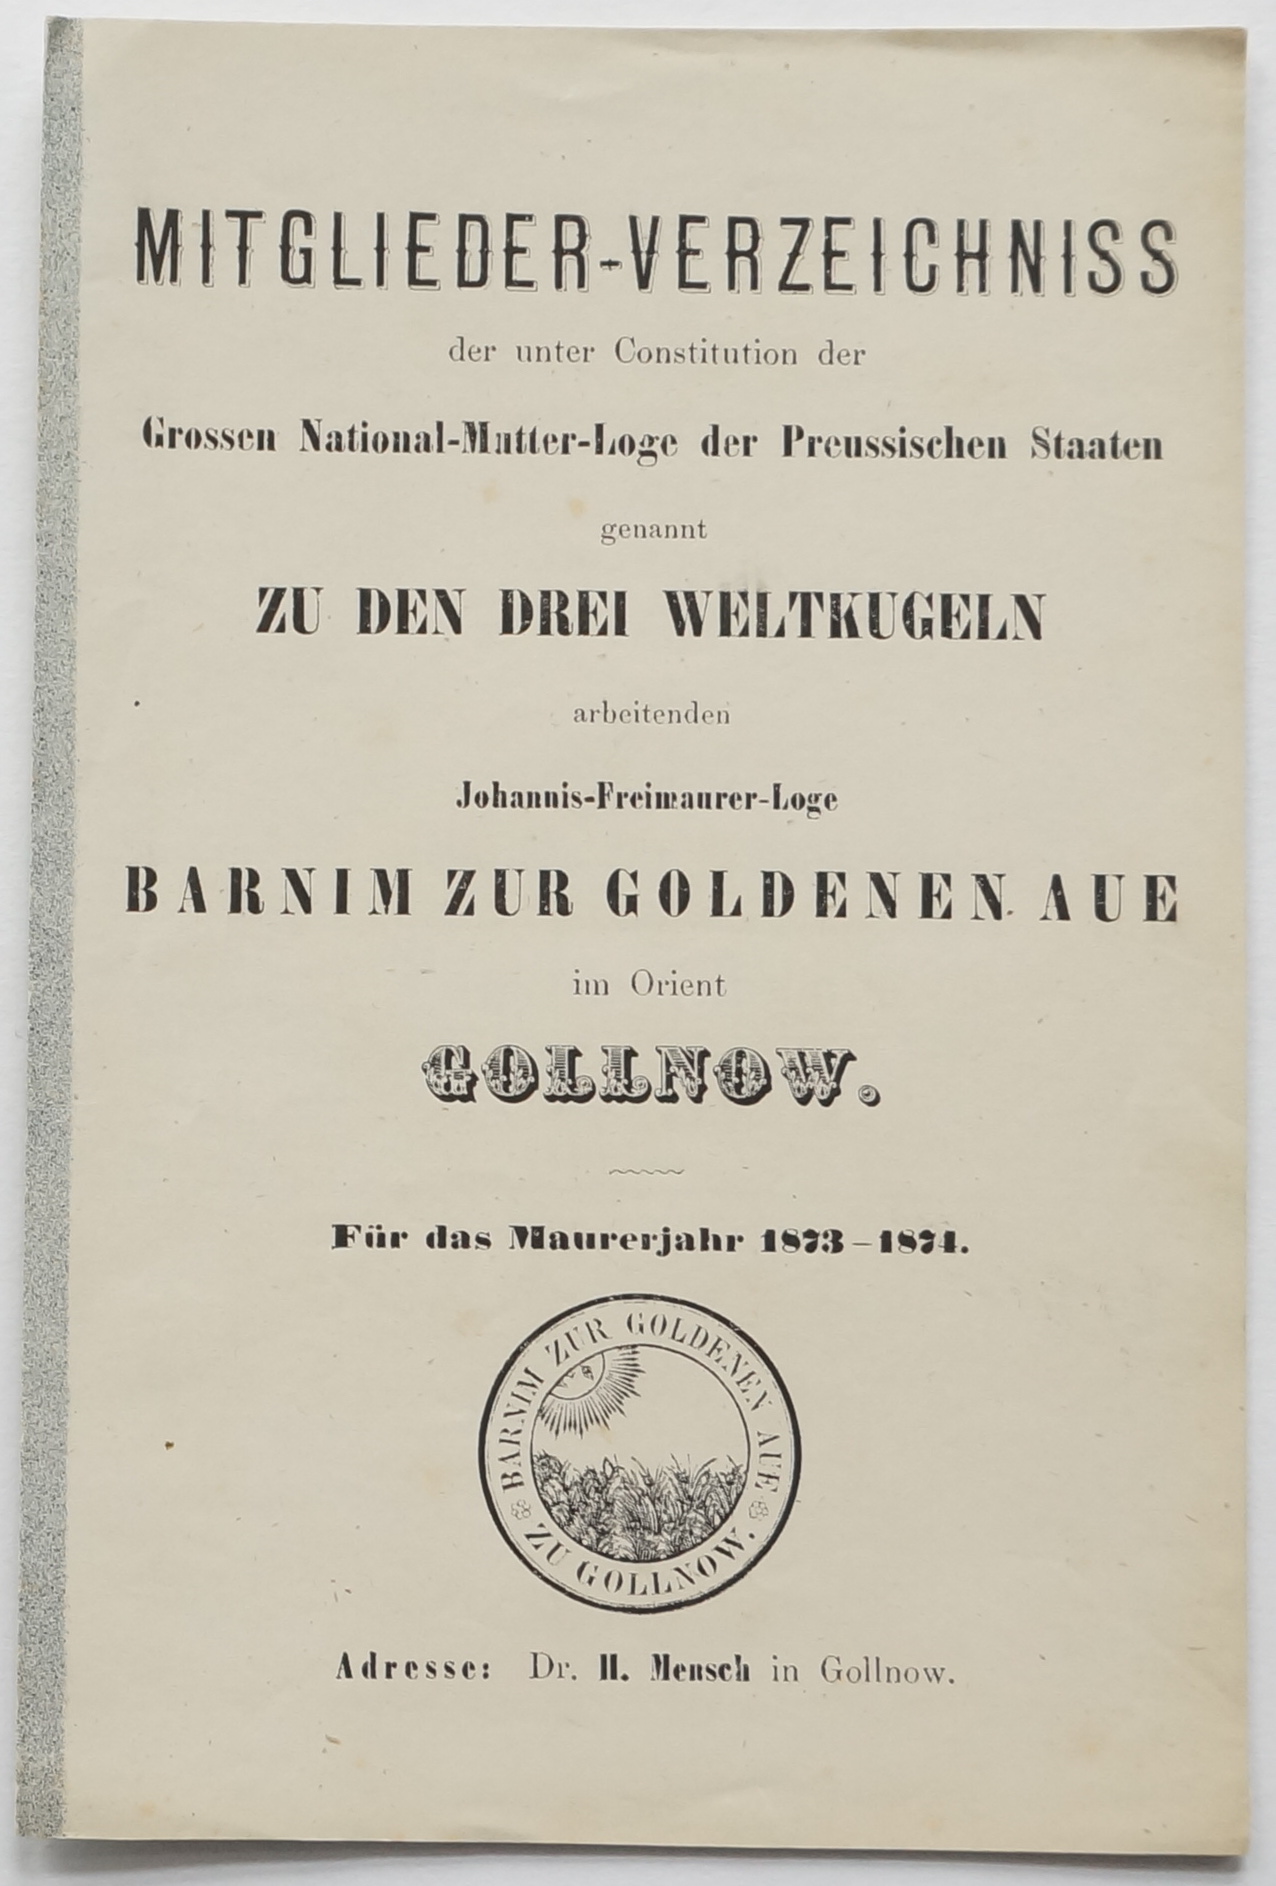 MITGLIEDER-VERZEICHNISS
der unter Constitution der
Grossen National-Mutter-Loge der Preussischen Staaten
genannt
ZU DEN DREI WELTKUGELN
arbeitenden
Johannis-Freimaurer-Loge
BARNIM ZUR GOLDENEN AUE
im Orient
GOLLNOW.
Für das Maurerjahr 1873-1874.
BARNIM ZUR GOLDENEN AUE
ZU GOLLNOW.
Adresse: Dr. H. Mensch in Gollnow.